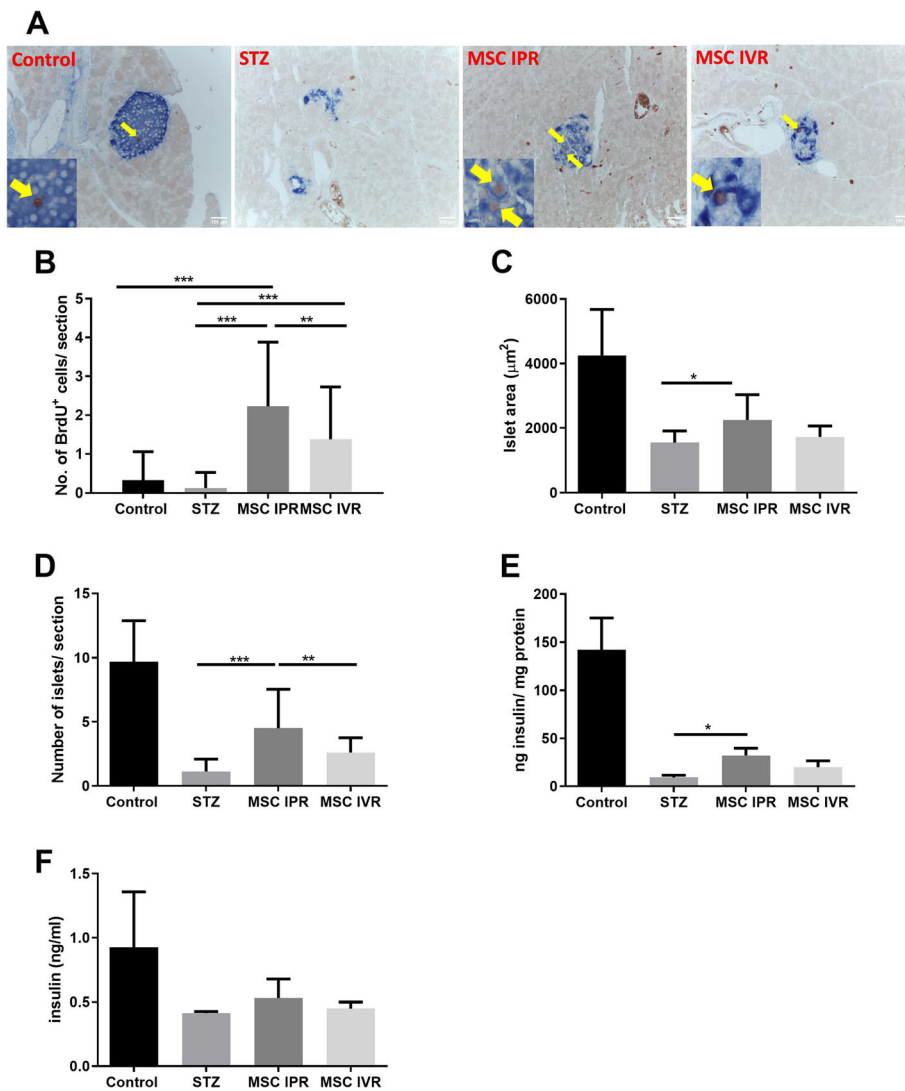 A
Control
STZ
MSC IPR
MSC IVR
100 µm
B
No. of BrdU+ cells/ section
5
4
3
2
1
0
***
***
***
**
Control STZ MSC IPR MSC IVR
C
Islet area (µm2)
6000
4000
2000
0
*
Control STZ MSC IPR MSC IVR
D
Number of islets/ section
15
10
5
0
***
**
Control STZ MSC IPR MSC IVR
E
ng insulin/ mg protein
200
150
100
50
0
*
Control STZ MSC IPR MSC IVR
F
insulin (ng/ml)
1.5
1.0
0.5
0.0
Control STZ MSC IPR MSC IVR